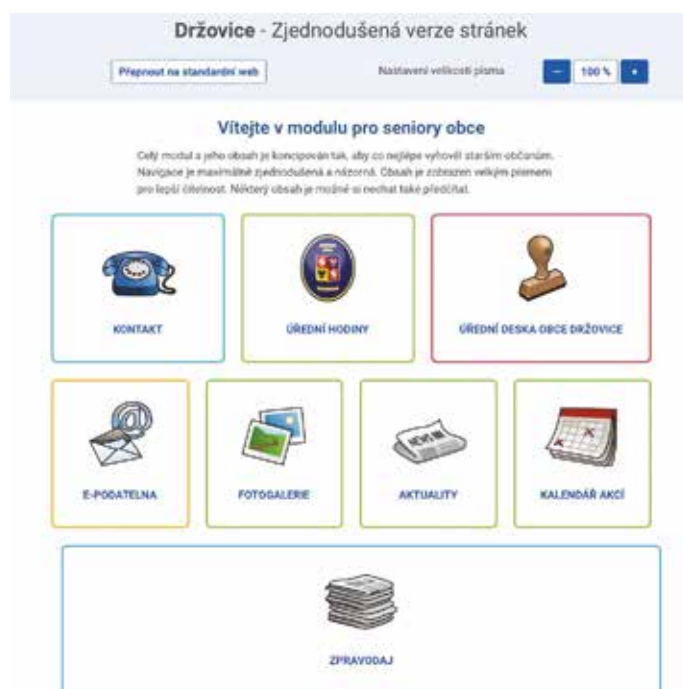 Držovice - Zjednodušená verze stránek
Přepnout na standardní web
Nastavení velikosti písma
–
100 %
+
Vítejte v modulu pro seniory obce
Celý modul a jeho obsah je koncipován tak, aby co nejlépe vyhověl starším občanům.
Navigace je maximálně zjednodušená a názorná. Obsah je zobrazen velkým písmem
pro lepší čitelnost. Některý obsah je možné si nechat také předčítat.
KONTAKT
ÚŘEDNÍ HODINY
ÚŘEDNÍ DESKA OBCE DRŽOVICE
NEWS
E-PODATELNA
FOTOGALERIE
AKTUALITY
KALENDÁŘ AKCÍ
ZPRAVODAJ